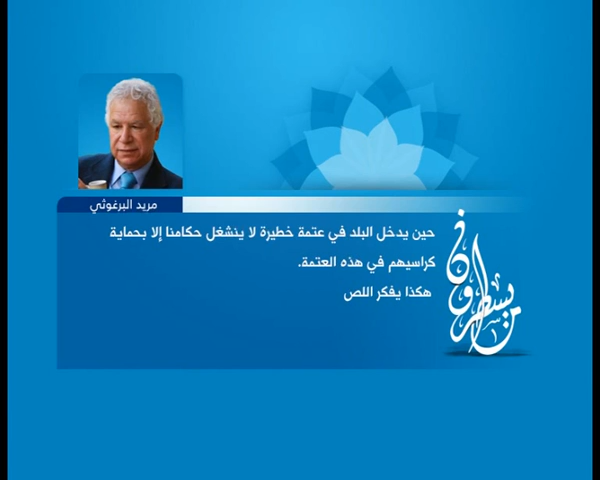 مريد البرغوثي
حين يدخل البلد في عتمة خطيرة لا ينشغل حكامنا إلا بحماية
كراسيهم في هذه العتمة.
هكذا يفكر اللص